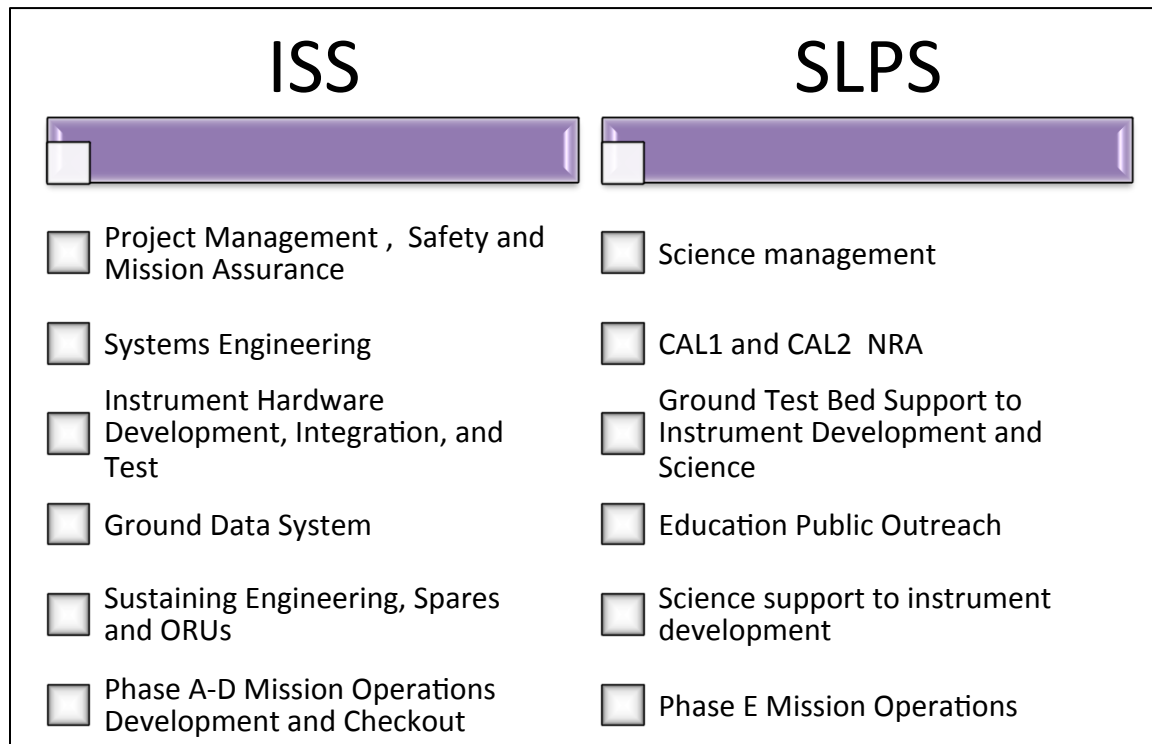 ISS
Project Management ,  Safety and
Mission Assurance
Systems Engineering
Instrument Hardware
Development, Integration, and
Test
Ground Data System
Sustaining Engineering, Spares
and ORUs
Phase A-D Mission Operations
Development and Checkout
SLPS
Science management
CAL1 and CAL2  NRA
Ground Test Bed Support to
Instrument Development and
Science
Education Public Outreach
Science support to instrument
development
Phase E Mission Operations